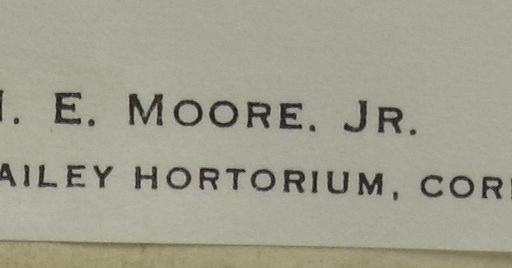 . E. MOORE. JR.
AILEY HORTORIUM, COR